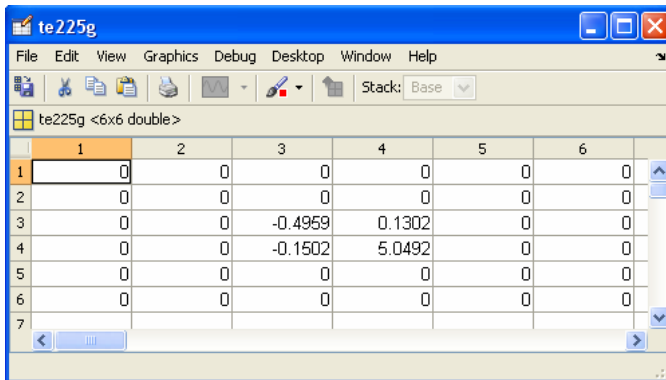 te225g
File Edit View Graphics Debug Desktop Window Help
Stack: Base
te225g <6x6 double>
1 2 3 4 5 6
1 0 0 0 0 0 0
2 0 0 0 0 0 0
3 0 0 -0.4959 0.1302 0 0
4 0 0 -0.1502 5.0492 0 0
5 0 0 0 0 0 0
6 0 0 0 0 0 0
7